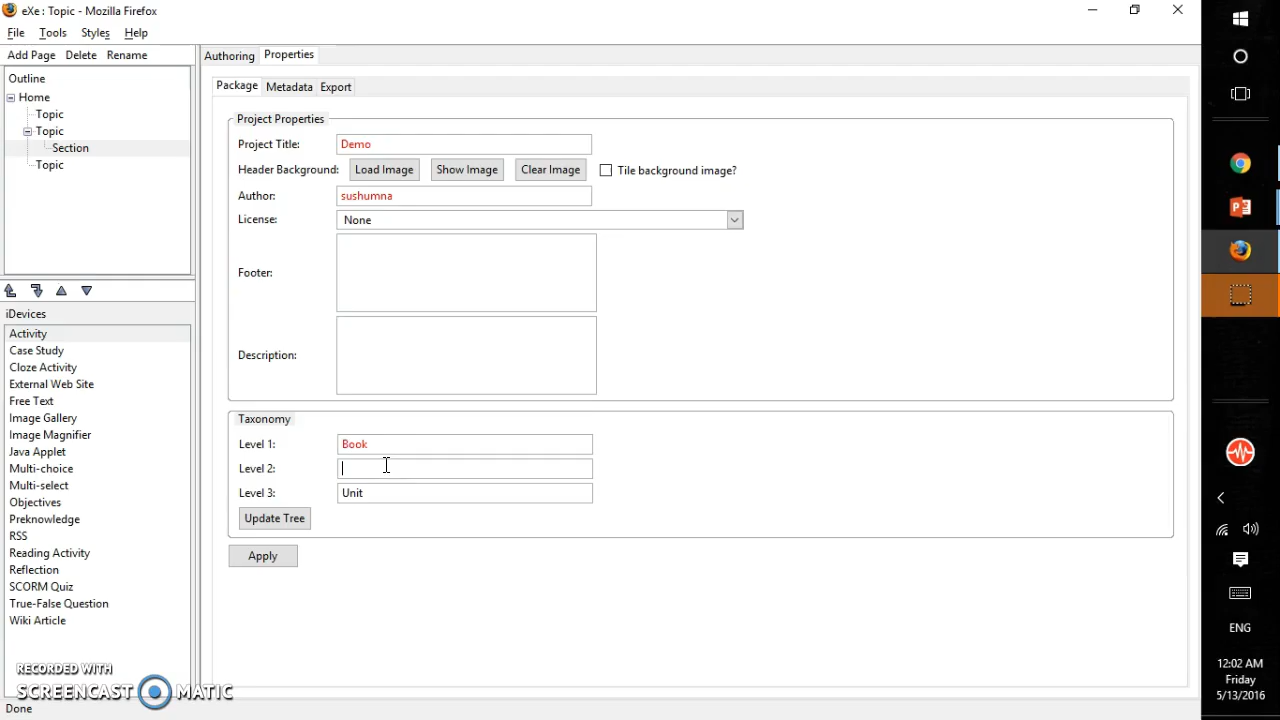 eXe : Topic - Mozilla Firefox
File Tools Styles Help
Add Page Delete Rename
Authoring Properties
Outline
Home
Topic
Topic
Section
Topic
Package Metadata Export
Project Properties
Project Title: Demo
Header Background: Load Image Show Image Clear Image Tile background image?
Author: sushumna
License: None
Footer:
Description:
Taxonomy
Level 1: Book
Level 2:
Level 3: Unit
Update Tree
Apply
iDevices
Activity
Case Study
Cloze Activity
External Web Site
Free Text
Image Gallery
Image Magnifier
Java Applet
Multi-choice
Multi-select
Objectives
Preknowledge
RSS
Reading Activity
Reflection
SCORM Quiz
True-False Question
Wiki Article
RECORDED WITH
SCREENCAST MATIC
Done
ENG
12:02 AM
Friday
5/13/2016